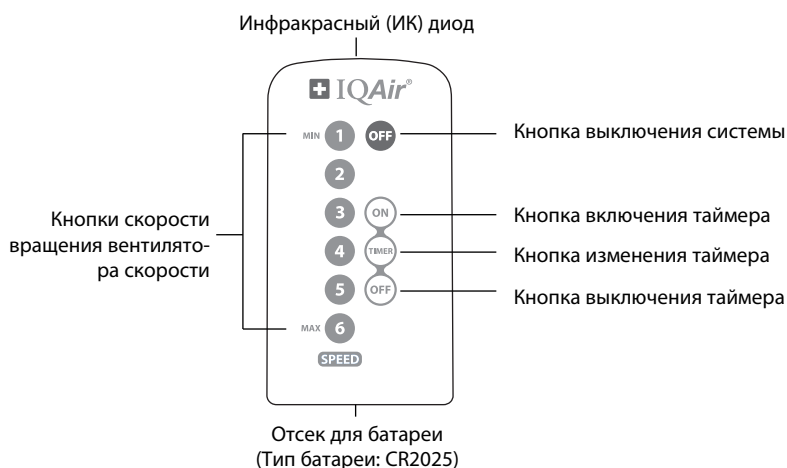 Инфракрасный (ИК) диод
IQAir®
MIN 1 OFF
Кнопка выключения системы
2
3 ON
Кнопка включения таймера
Кнопки скорости
вращения вентилято-
ра скорости
4 TIMER
Кнопка изменения таймера
5 OFF
Кнопка выключения таймера
MAX 6
SPEED
Отсек для батареи
(Тип батареи: CR2025)